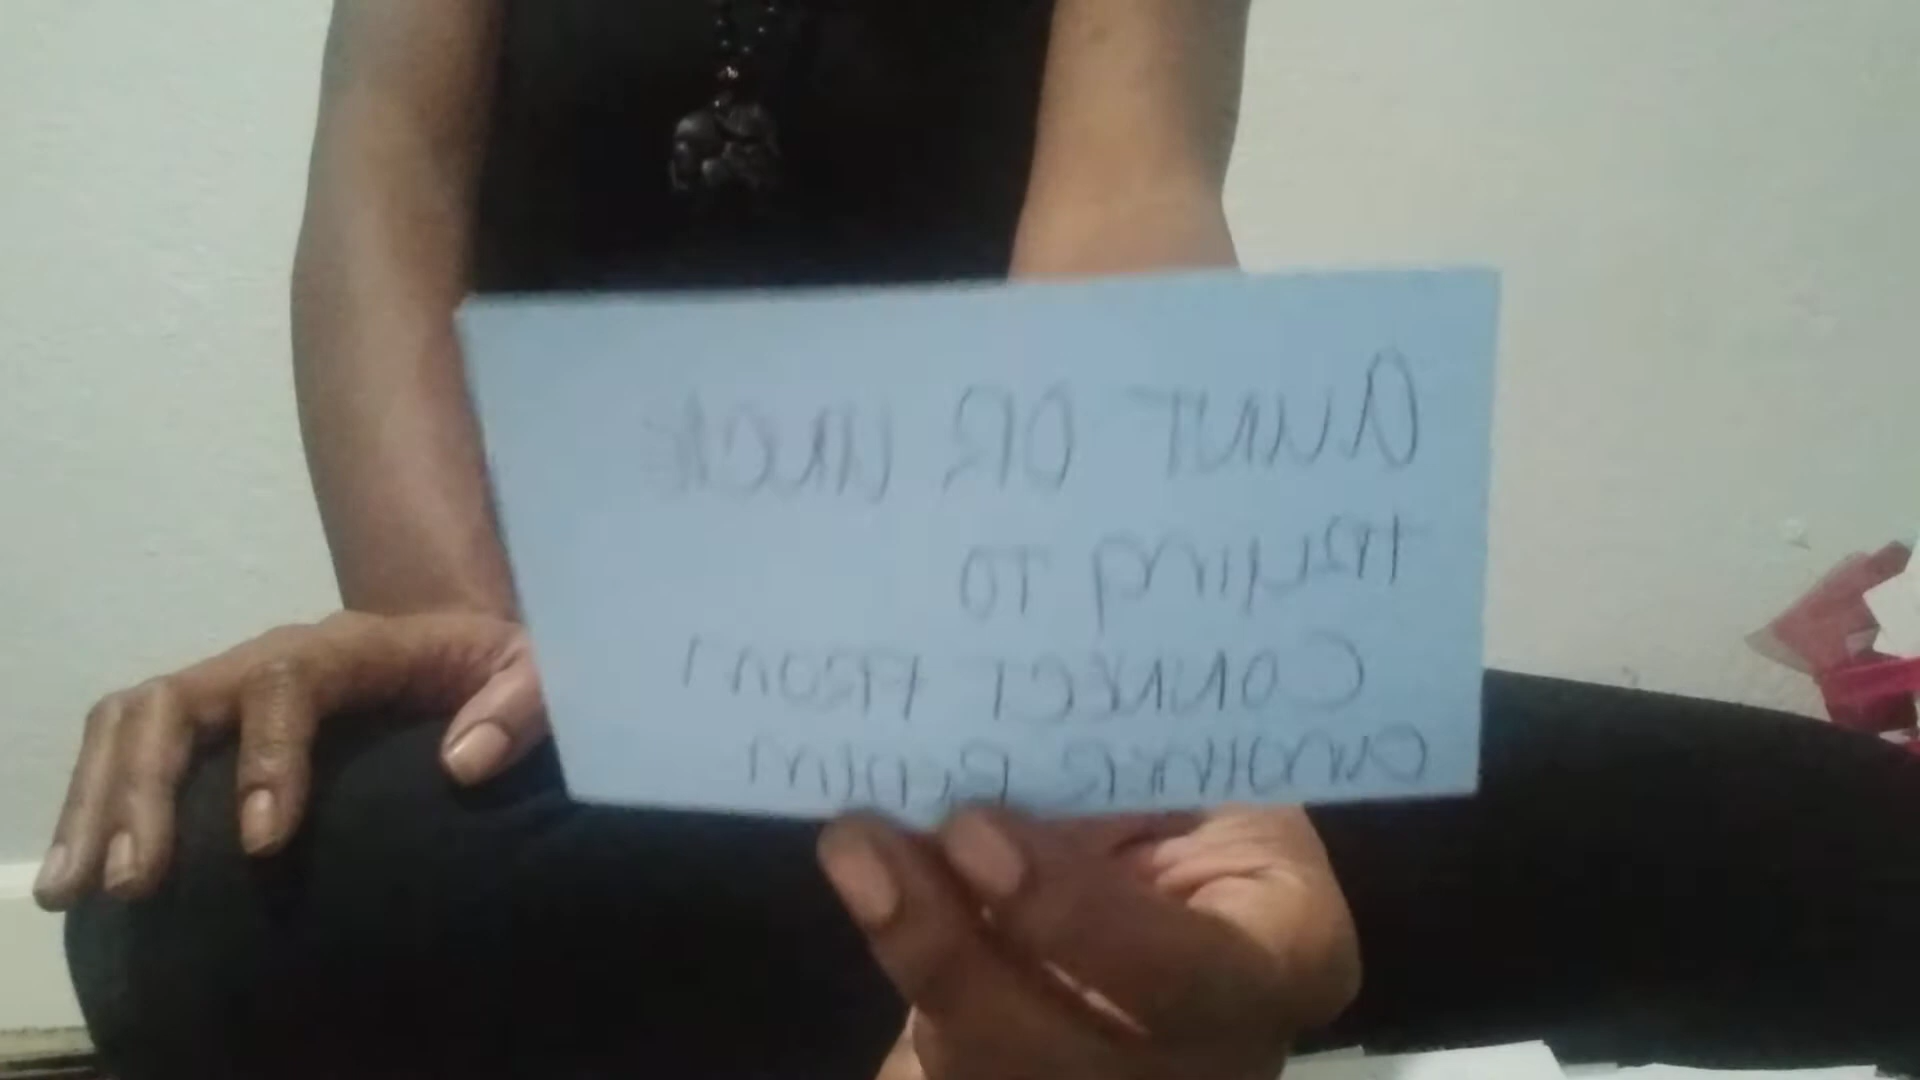 AUNT OR UNCLE
TRYING TO
CONNECT FROM
ANOTHER REALM